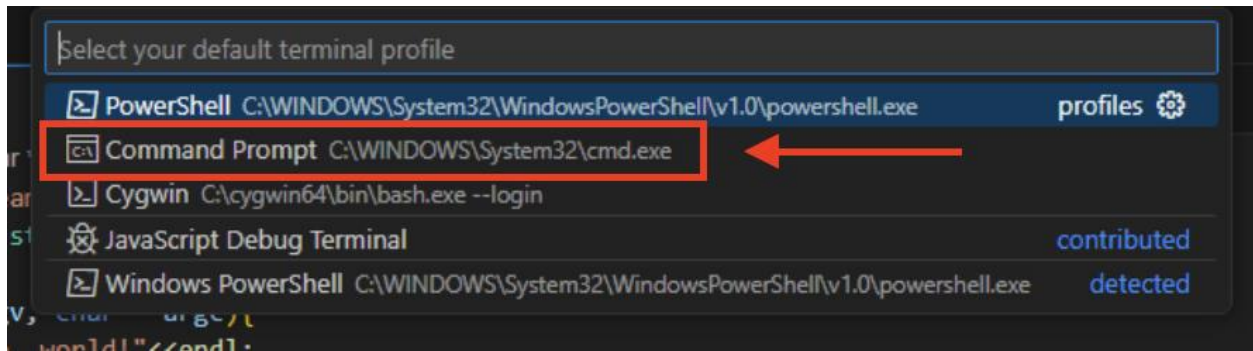 Select your default terminal profile
PowerShell C:\WINDOWS\System32\WindowsPowerShell\v1.0\powershell.exe profiles
Command Prompt C:\WINDOWS\System32\cmd.exe
Cygwin C:\cygwin64\bin\bash.exe --login
JavaScript Debug Terminal contributed
Windows PowerShell C:\WINDOWS\System32\WindowsPowerShell\v1.0\powershell.exe detected
world!"<<endl;